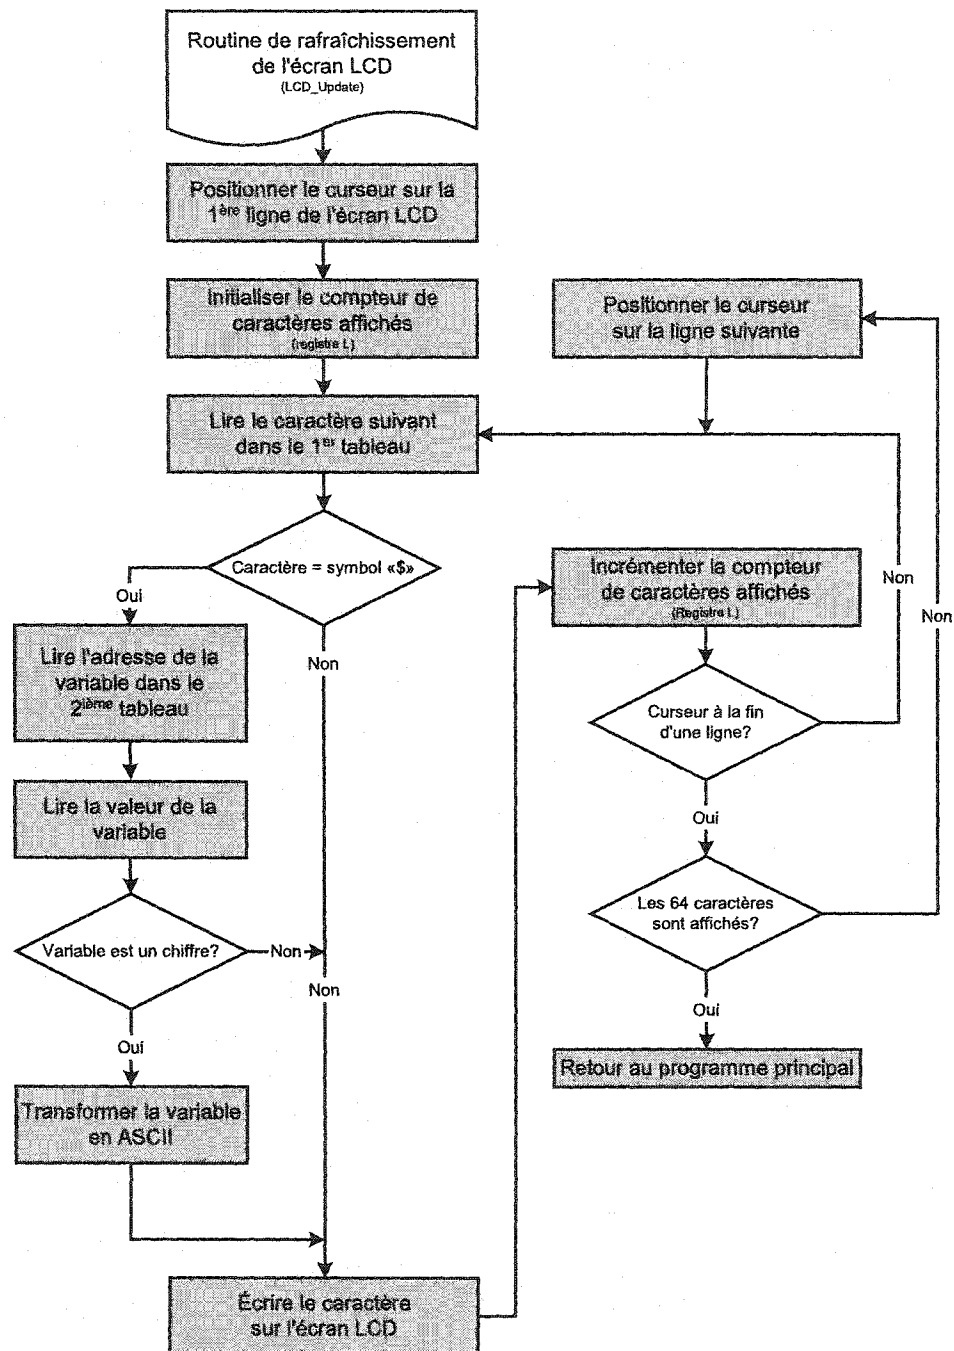 Routine de rafraîchissement
de l'écran LCD
(LCD_Update)
Positionner le curseur sur la
1ère ligne de l'écran LCD
Initialiser le compteur de
caractères affichés
(registre L)
Positionner le curseur
sur la ligne suivante
Lire le caractère suivant
dans le 1er tableau
Caractère = symbol «$»
Oui
Non
Lire l'adresse de la
variable dans le
2ième tableau
Lire la valeur de la
variable
Variable est un chiffre?
Non
Non
Oui
Transformer la variable
en ASCII
Écrire le caractère
sur l'écran LCD
Incrémenter la compteur
de caractères affichés
(Registre L)
Non
Non
Curseur à la fin
d'une ligne?
Oui
Les 64 caractères
sont affichés?
Oui
Retour au programme principal